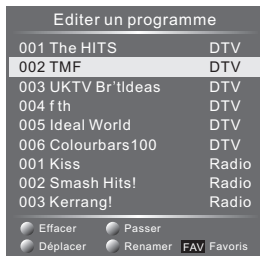 Editer un programme
001 The HITS DTV
002 TMF DTV
003 UKTV Br'tIdeas DTV
004 f th DTV
005 Ideal World DTV
006 Colourbars100 DTV
001 Kiss Radio
002 Smash Hits! Radio
003 Kerrang! Radio
Effacer Passer
Déplacer Renamer FAV Favoris